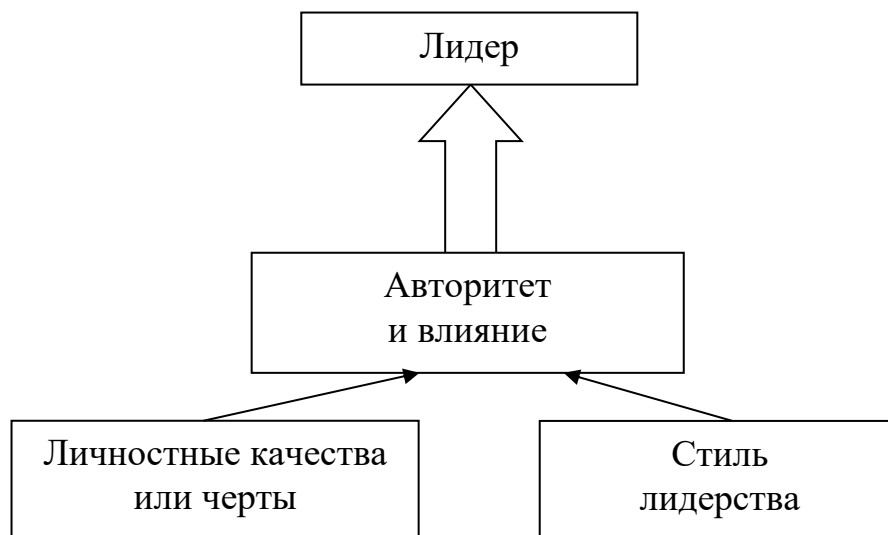 Лидер
Авторитет
и влияние
Личностные качества
или черты
Стиль
лидерства